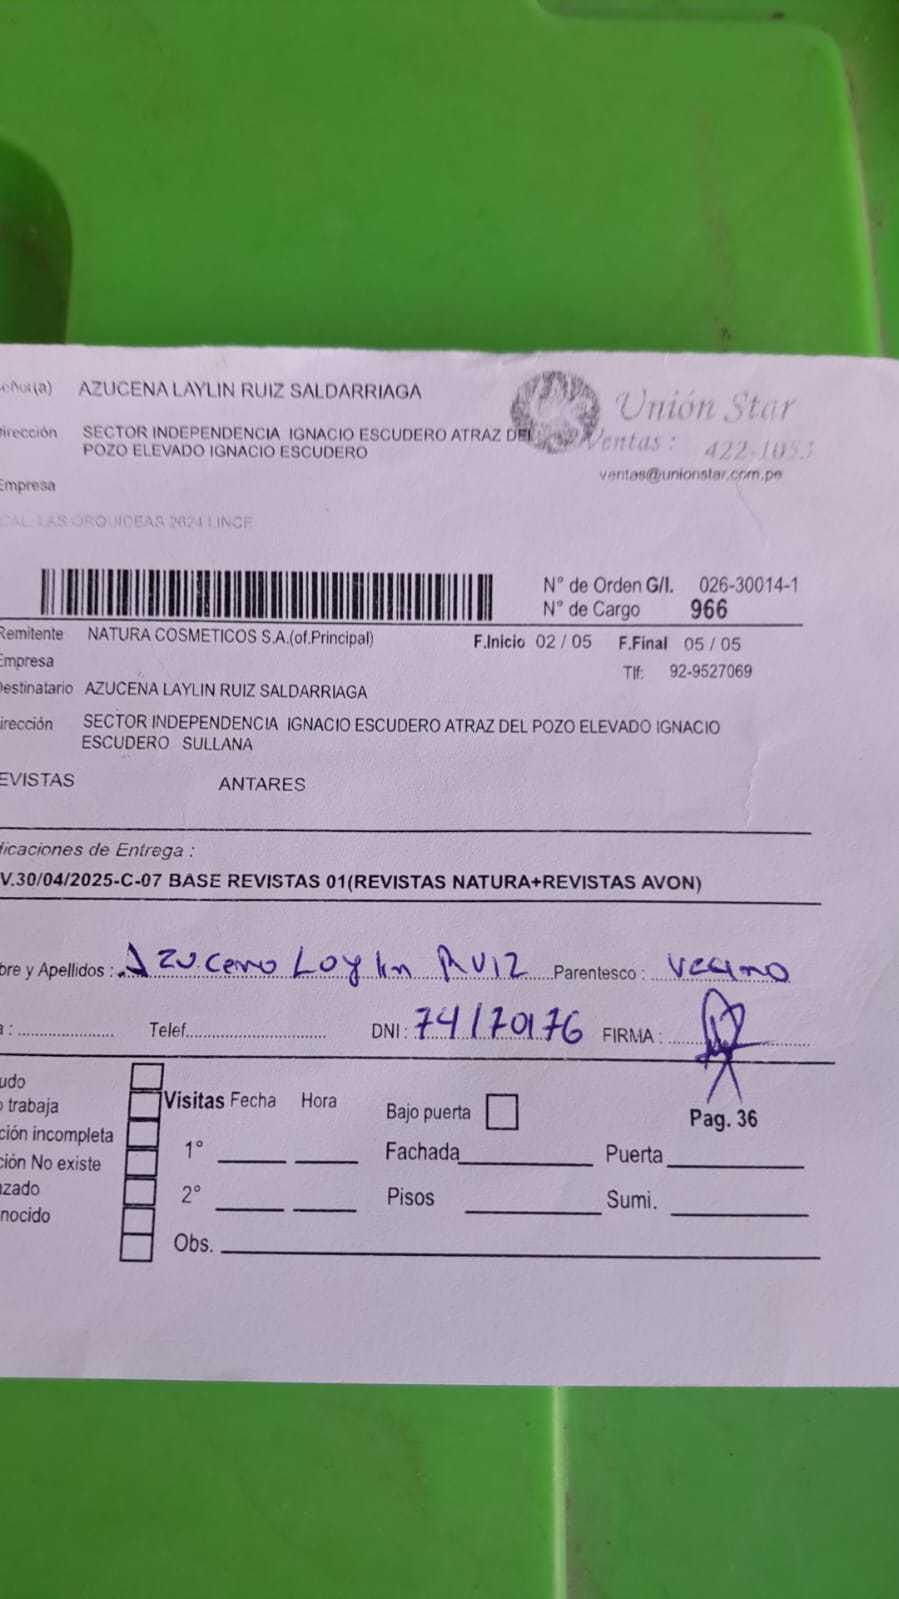 eñor(a) AZUCENA LAYLIN RUIZ SALDARRIAGA
irección SECTOR INDEPENDENCIA IGNACIO ESCUDERO ATRAZ DEL
POZO ELEVADO IGNACIO ESCUDERO
Unión Star
Ventas: 422-1053
ventas@unionstar.com.pe
Empresa
CAL. LAS ORQUIDEAS 2624 LINCE
N° de Orden G/I. 026-30014-1
N° de Cargo 966
Remitente NATURA COSMETICOS S.A.(of.Principal)
F.Inicio 02 / 05 F.Final 05 / 05
Empresa
Tlf: 92-9527069
Destinatario AZUCENA LAYLIN RUIZ SALDARRIAGA
irección SECTOR INDEPENDENCIA IGNACIO ESCUDERO ATRAZ DEL POZO ELEVADO IGNACIO
ESCUDERO SULLANA
EVISTAS ANTARES
ficaciones de Entrega :
V.30/04/2025-C-07 BASE REVISTAS 01(REVISTAS NATURA+REVISTAS AVON)
bre y Apellidos : Azucena Laylin Ruiz Parentesco : vecino
a : Telef. DNI : 74170176 FIRMA :
udo
o trabaja
ción incompleta
ción No existe
azado
nocido
Visitas Fecha Hora
1°
2°
Obs.
Bajo puerta
Pag. 36
Fachada Puerta
Pisos Sumi.